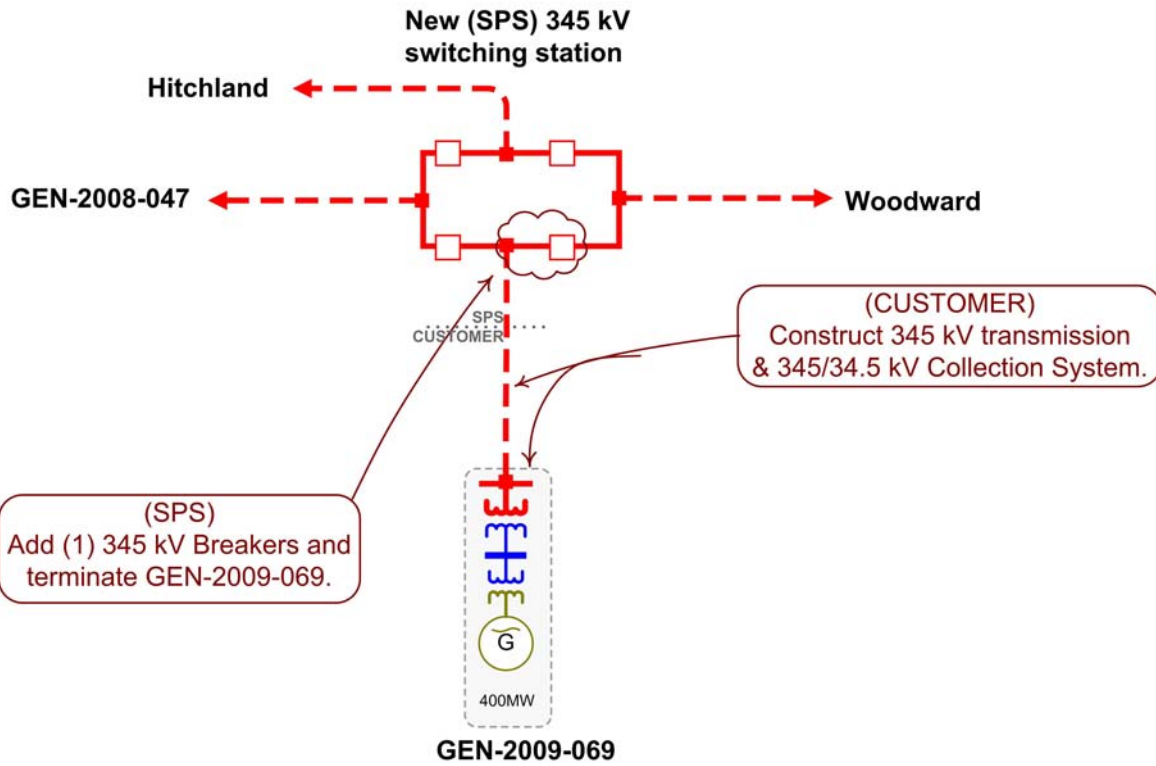 New (SPS) 345 kV
switching station
Hitchland
GEN-2008-047
Woodward
SPS
CUSTOMER
(CUSTOMER)
Construct 345 kV transmission
& 345/34.5 kV Collection System.
(SPS)
Add (1) 345 kV Breakers and
terminate GEN-2009-069.
G
400MW
GEN-2009-069